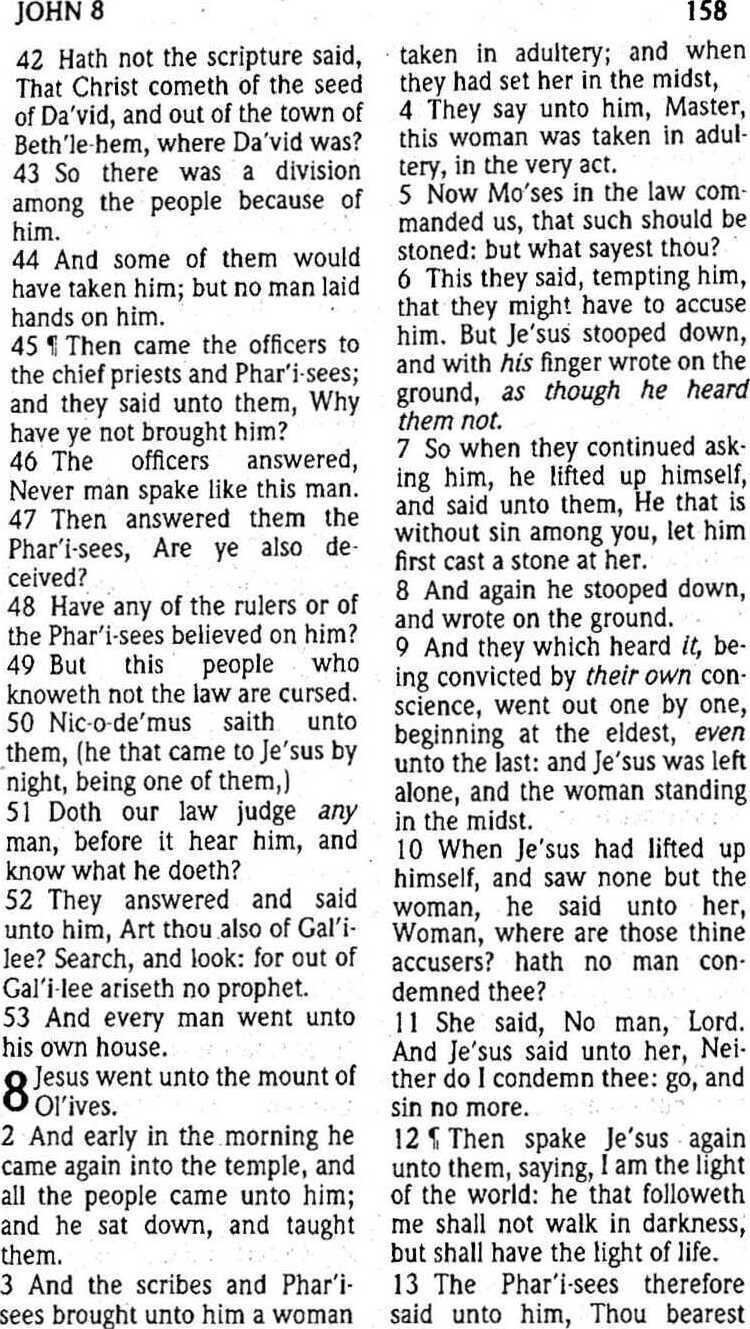 JOHN 8
158
42 Hath not the scripture said,
That Christ cometh of the seed
of Da'vid, and out of the town of
Beth'le-hem, where Da'vid was?
43 So there was a division
among the people because of
him.
44 And some of them would
have taken him; but no man laid
hands on him.
45 ¶ Then came the officers to
the chief priests and Phar'i-sees;
and they said unto them, Why
have ye not brought him?
46 The officers answered,
Never man spake like this man.
47 Then answered them the
Phar'i-sees, Are ye also de-
ceived?
48 Have any of the rulers or of
the Phar'i-sees believed on him?
49 But this people who
knoweth not the law are cursed.
50 Nic-o-de'mus saith unto
them, (he that came to Je'sus by
night, being one of them,)
51 Doth our law judge any
man, before it hear him, and
know what he doeth?
52 They answered and said
unto him, Art thou also of Gal'i-
lee? Search, and look: for out of
Gal'i-lee ariseth no prophet.
53 And every man went unto
his own house.
8 Jesus went unto the mount of
Ol'ives.
2 And early in the morning he
came again into the temple, and
all the people came unto him;
and he sat down, and taught
them.
3 And the scribes and Phar'i-
sees brought unto him a woman
taken in adultery; and when
they had set her in the midst,
4 They say unto him, Master,
this woman was taken in adul-
tery, in the very act.
5 Now Mo'ses in the law com-
manded us, that such should be
stoned: but what sayest thou?
6 This they said, tempting him,
that they might have to accuse
him. But Je'sus stooped down,
and with his finger wrote on the
ground, as though he heard
them not.
7 So when they continued ask-
ing him, he lifted up himself,
and said unto them, He that is
without sin among you, let him
first cast a stone at her.
8 And again he stooped down,
and wrote on the ground.
9 And they which heard it, be-
ing convicted by their own con-
science, went out one by one,
beginning at the eldest, even
unto the last: and Je'sus was left
alone, and the woman standing
in the midst.
10 When Je'sus had lifted up
himself, and saw none but the
woman, he said unto her,
Woman, where are those thine
accusers? hath no man con-
demned thee?
11 She said, No man, Lord.
And Je'sus said unto her, Nei-
ther do I condemn thee: go, and
sin no more.
12 ¶ Then spake Je'sus again
unto them, saying, I am the light
of the world: he that followeth
me shall not walk in darkness,
but shall have the light of life.
13 The Phar'i-sees therefore
said unto him, Thou bearest